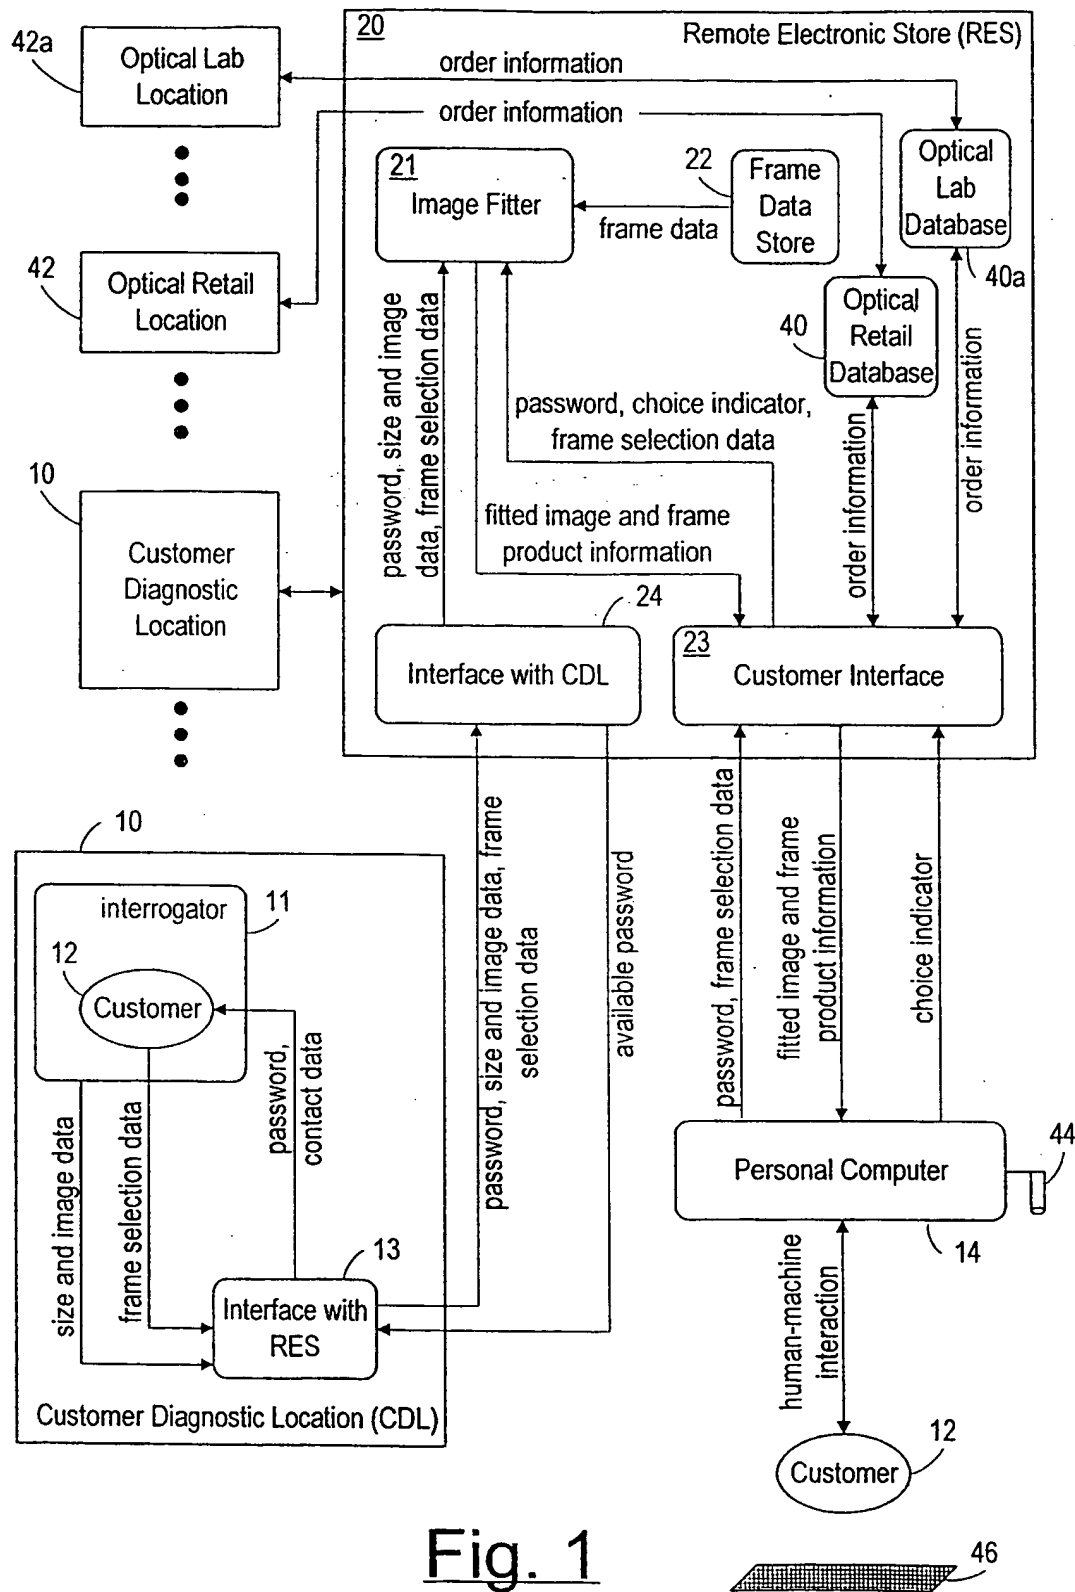 42a
Optical Lab
Location
20
Remote Electronic Store (RES)
order information
order information
21
Image Fitter
22
Frame
Data
Store
frame data
Optical
Lab
Database
40a
42
Optical Retail
Location
40
Optical
Retail
Database
password, size and image
data, frame selection data
password, choice indicator,
frame selection data
fitted image and frame
product information
order information
order information
10
Customer
Diagnostic
Location
24
Interface with CDL
23
Customer Interface
10
interrogator
11
12
Customer
password,
contact data
size and image data
frame selection data
13
Interface with
RES
Customer Diagnostic Location (CDL)
password, size and image data, frame
selection data
available password
password, frame selection data
fitted image and frame
product information
choice indicator
Personal Computer
44
14
human-machine
interaction
12
Customer
Fig. 1
46